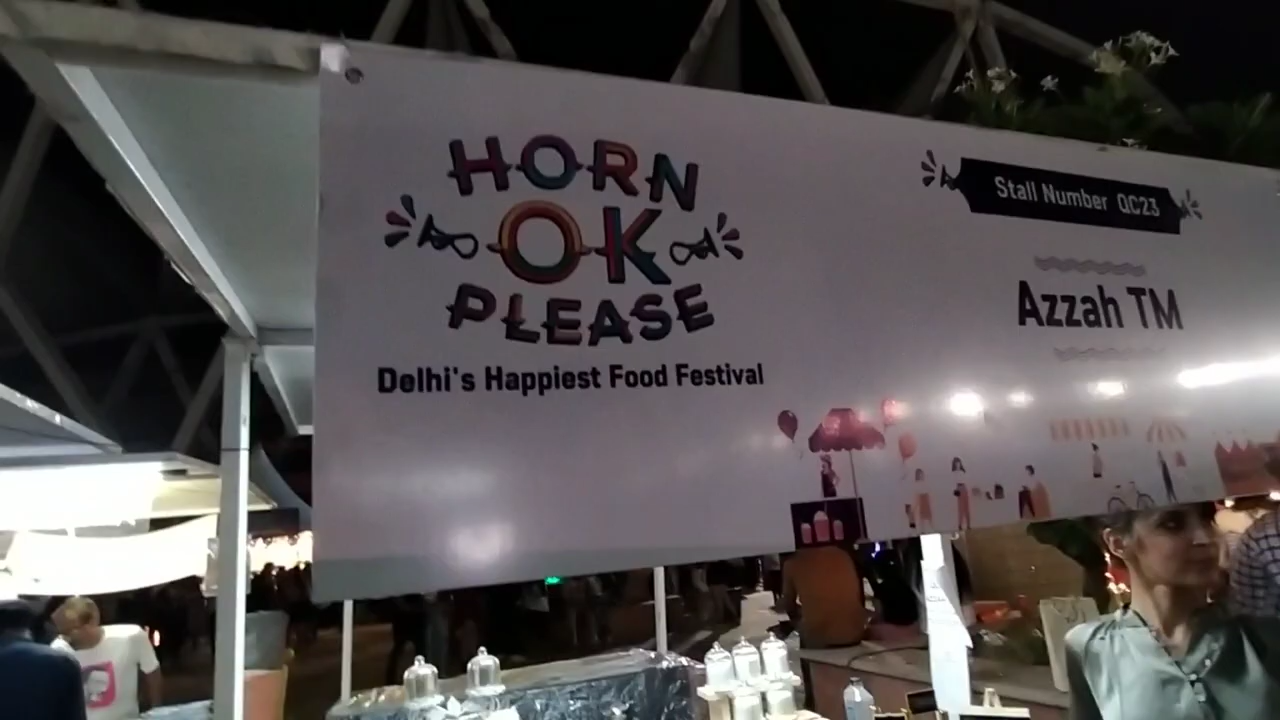 HORN
OK
PLEASE
Delhi's Happiest Food Festival
Stall Number QC23
Azzah TM